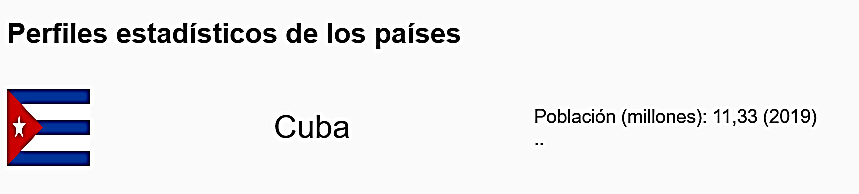 Perfiles estadísticos de los países
Cuba
Población (millones): 11,33 (2019)
..